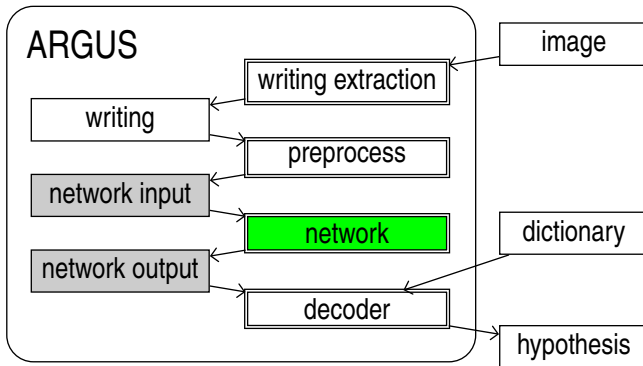 ARGUS
image
writing extraction
writing
preprocess
network input
network
dictionary
network output
decoder
hypothesis